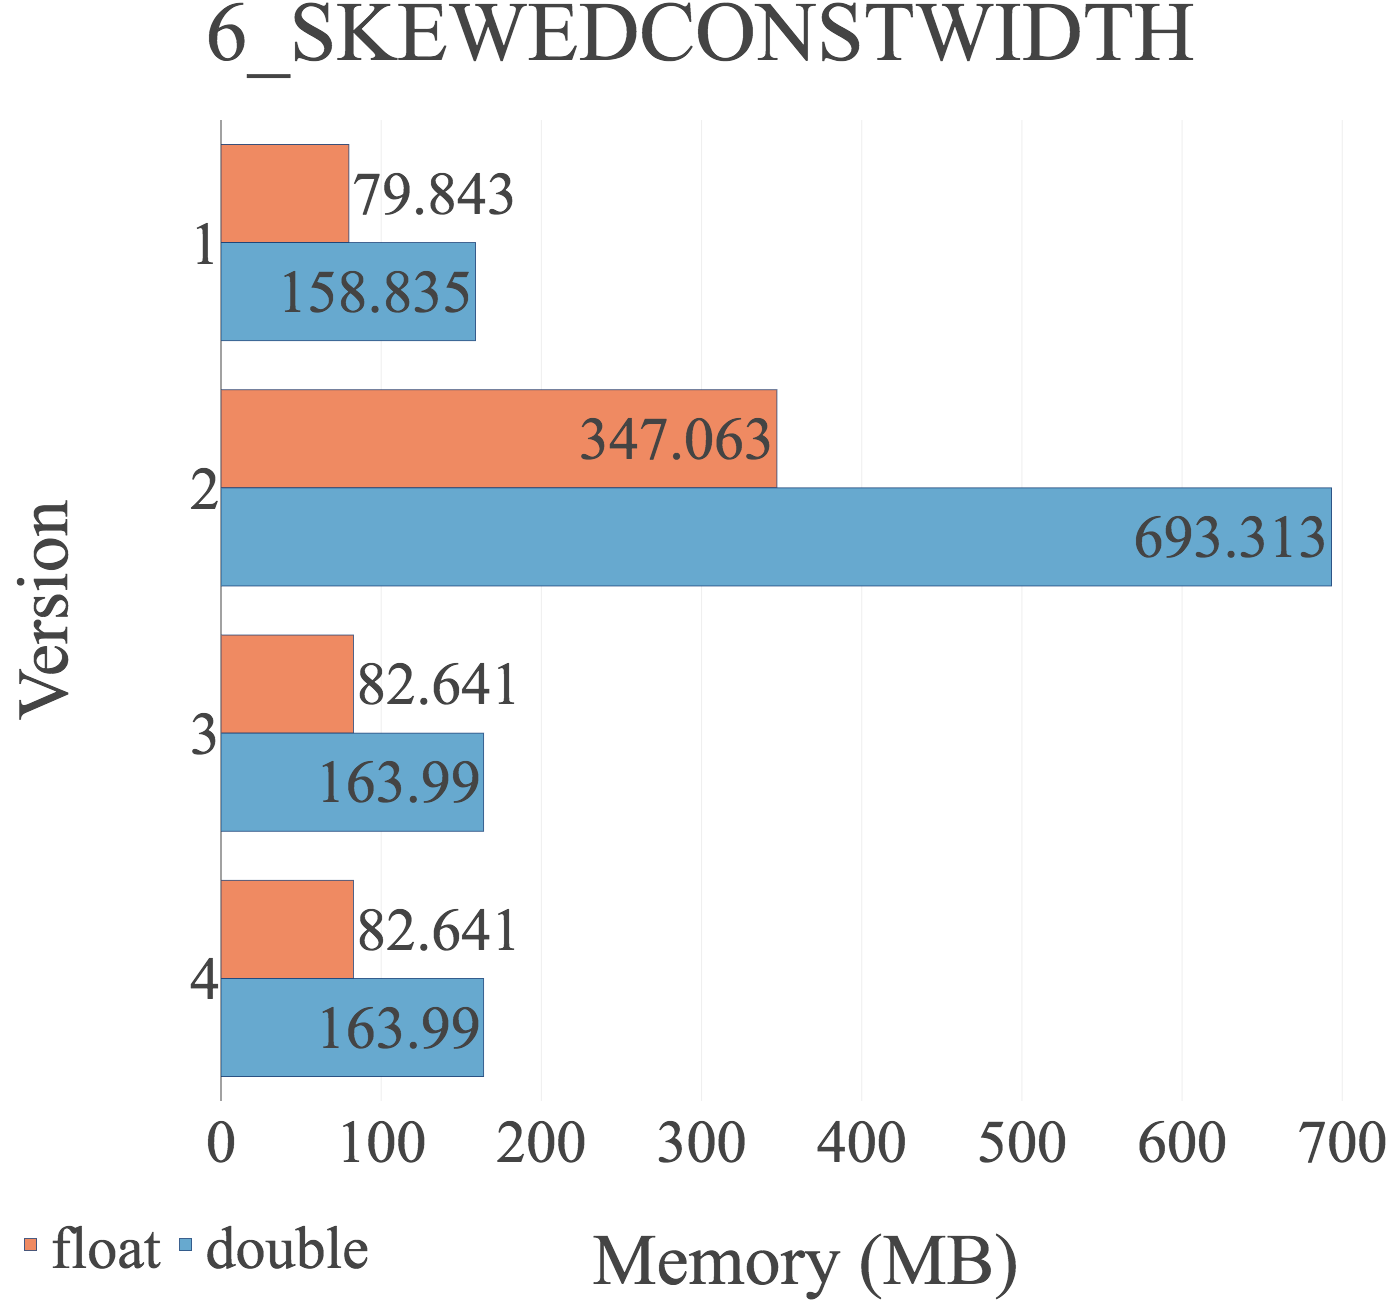 6_SKEWEDCONSTWIDTH
79.843
1
158.835
347.063
2
693.313
Version
82.641
3
163.99
82.641
4
163.99
0 100 200 300 400 500 600 700
float double
Memory (MB)